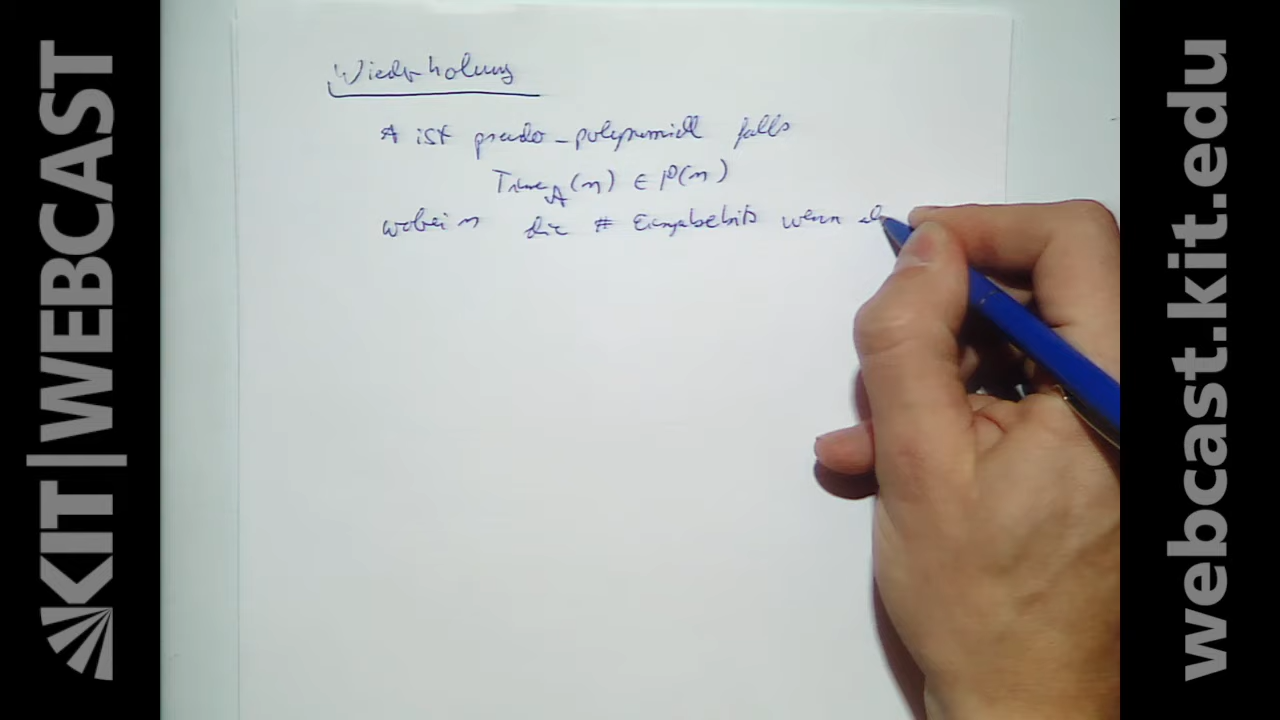 KIT | WEBCAST
Wiederholung
A ist pseudo-polynomiell falls
Time_A(n) ∈ P(n)
wobei n die # Eingabebits wenn
webcast.kit.edu